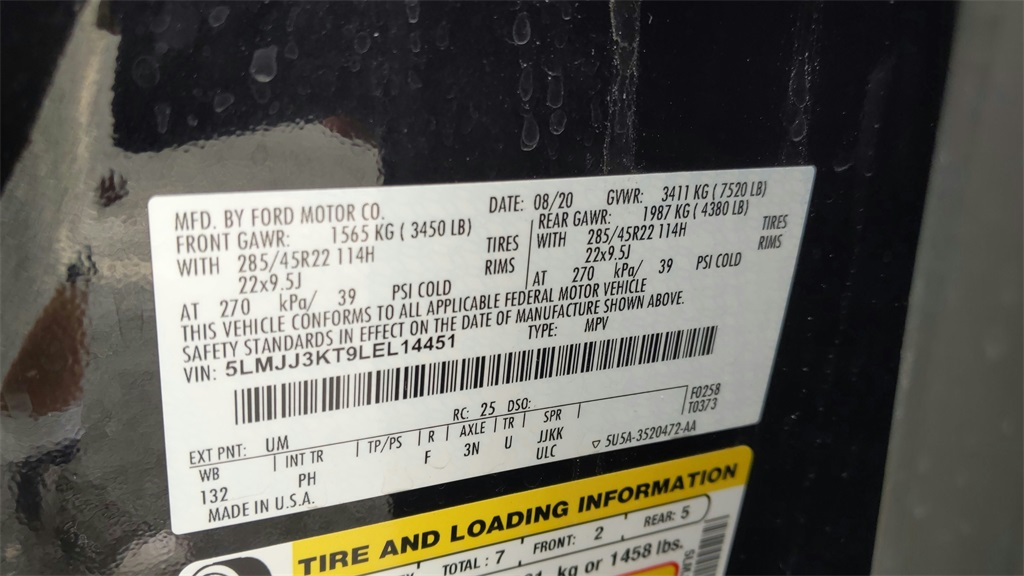 MFD. BY FORD MOTOR CO. DATE: 08/20 GVWR: 3411 KG ( 7520 LB)
FRONT GAWR: 1565 KG ( 3450 LB) REAR GAWR: 1987 KG ( 4380 LB)
WITH 285/45R22 114H TIRES WITH 285/45R22 114H TIRES
22x9.5J RIMS 22x9.5J RIMS
AT 270 kPa/ 39 PSI COLD AT 270 kPa/ 39 PSI COLD
THIS VEHICLE CONFORMS TO ALL APPLICABLE FEDERAL MOTOR VEHICLE
SAFETY STANDARDS IN EFFECT ON THE DATE OF MANUFACTURE SHOWN ABOVE.
VIN: 5LMJJ3KT9LEL14451 TYPE: MPV
F0258
T0373
EXT PNT: UM RC: 25 DSO:
WB INT TR TP/PS R AXLE TR SPR
132 PH F 3N U JJKK
ULC
▽ 5U5A-3520472-AA
MADE IN U.S.A.
TIRE AND LOADING INFORMATION
TOTAL : 7 FRONT: 2 REAR: 5
kg or 1458 lbs.